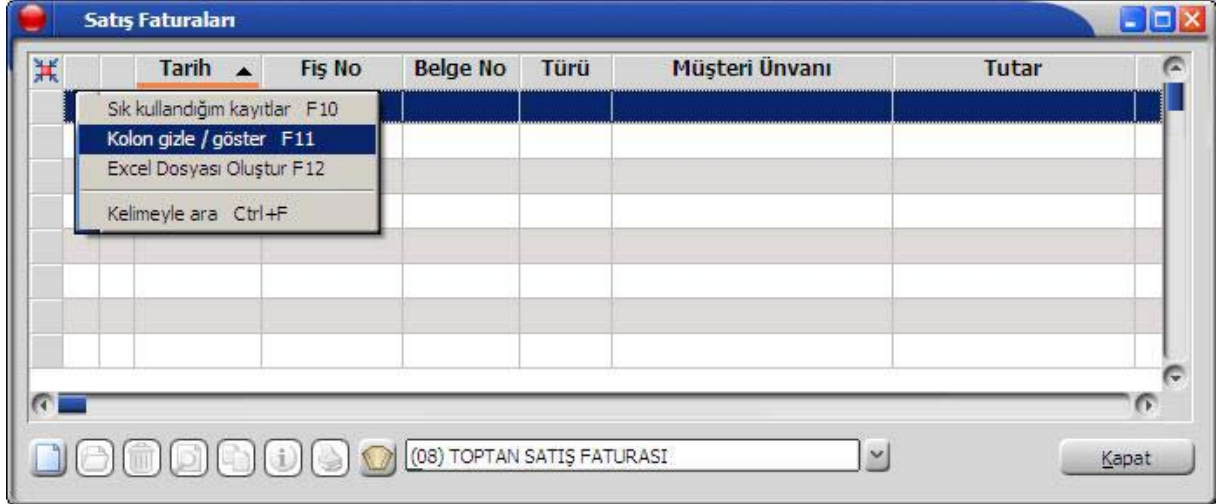 Satış Faturaları
Tarih Fiş No Belge No Türü Müşteri Ünvanı Tutar
Sık kullandığım kayıtlar F10
Kolon gizle / göster F11
Excel Dosyası Oluştur F12
Kelimeyle ara Ctrl+F
(08) TOPTAN SATIŞ FATURASI
Kapat